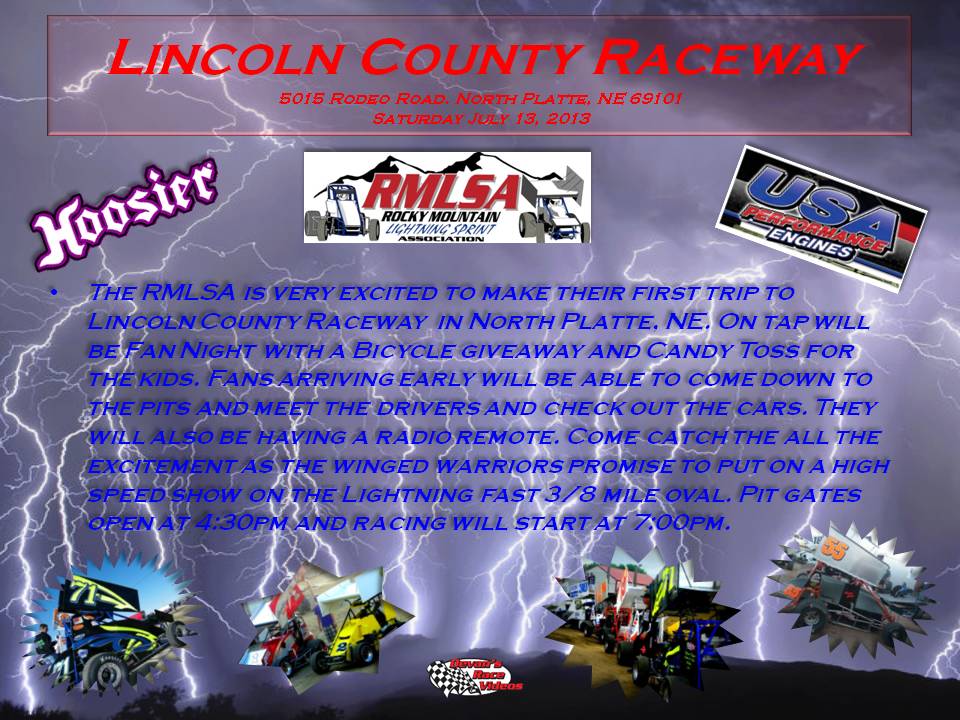 Lincoln County Raceway
5015 Rodeo Road. North Platte, NE 69101
Saturday July 13, 2013
Hoosier
RMLSA
ROCKY MOUNTAIN
LIGHTNING SPRINT
ASSOCIATION
USA
PERFORMANCE
ENGINES
• The RMLSA is very excited to make their first trip to
Lincoln County Raceway in North Platte. NE. On tap will
be Fan Night with a Bicycle giveaway and Candy Toss for
the kids. Fans arriving early will be able to come down to
the pits and meet the drivers and check out the cars. They
will also be having a radio remote. Come catch the all the
excitement as the winged warriors promise to put on a high
speed show on the Lightning fast 3/8 mile oval. Pit gates
open at 4:30pm and racing will start at 7:00pm.
71
2
55
Devon's
Race
Videos